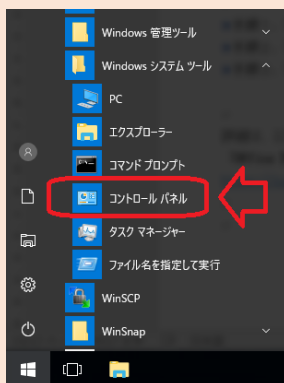 Windows 管理ツール
Windows システム ツール
PC
エクスプローラー
コマンド プロンプト
コントロール パネル
タスク マネージャー
ファイル名を指定して実行
WinSCP
WinSnap